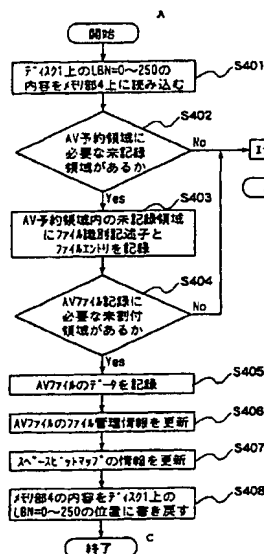 A
開始
ディスク1上のLBN=0〜250の
内容をメモリ部4上に読み込む
S401
S402
AV予約領域に
必要な未記録
領域があるか
No
Yes
S403
AV予約領域内の未記録領域
にファイル識別記述子と
ファイルエントリを記録
S404
AVファイル記録に
必要な未割付
領域があるか
No
Yes
AVファイルのデータを記録
S405
AVファイルのファイル管理情報を更新
S406
スペースビットマップの情報を更新
S407
メモリ部4の内容をディスク1上の
LBN=0〜250の位置に書き戻す
S408
終了
C